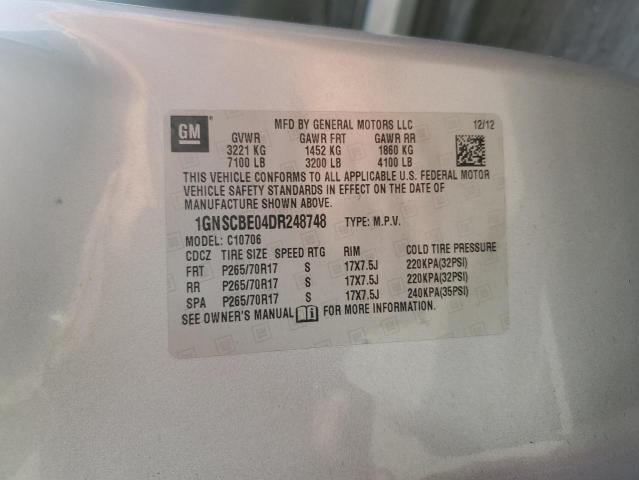 GM
MFD BY GENERAL MOTORS LLC 12/12
GVWR GAWR FRT GAWR RR
3221 KG 1452 KG 1860 KG
7100 LB 3200 LB 4100 LB
THIS VEHICLE CONFORMS TO ALL APPLICABLE U.S. FEDERAL MOTOR
VEHICLE SAFETY STANDARDS IN EFFECT ON THE DATE OF
MANUFACTURE SHOWN ABOVE.
1GNSCBE04DR248748 TYPE: M.P.V.
MODEL: C10706
CDCZ TIRE SIZE SPEED RTG RIM COLD TIRE PRESSURE
FRT P265/70R17 S 17X7.5J 220KPA(32PSI)
RR P265/70R17 S 17X7.5J 220KPA(32PSI)
SPA P265/70R17 S 17X7.5J 240KPA(35PSI)
SEE OWNER'S MANUAL FOR MORE INFORMATION.